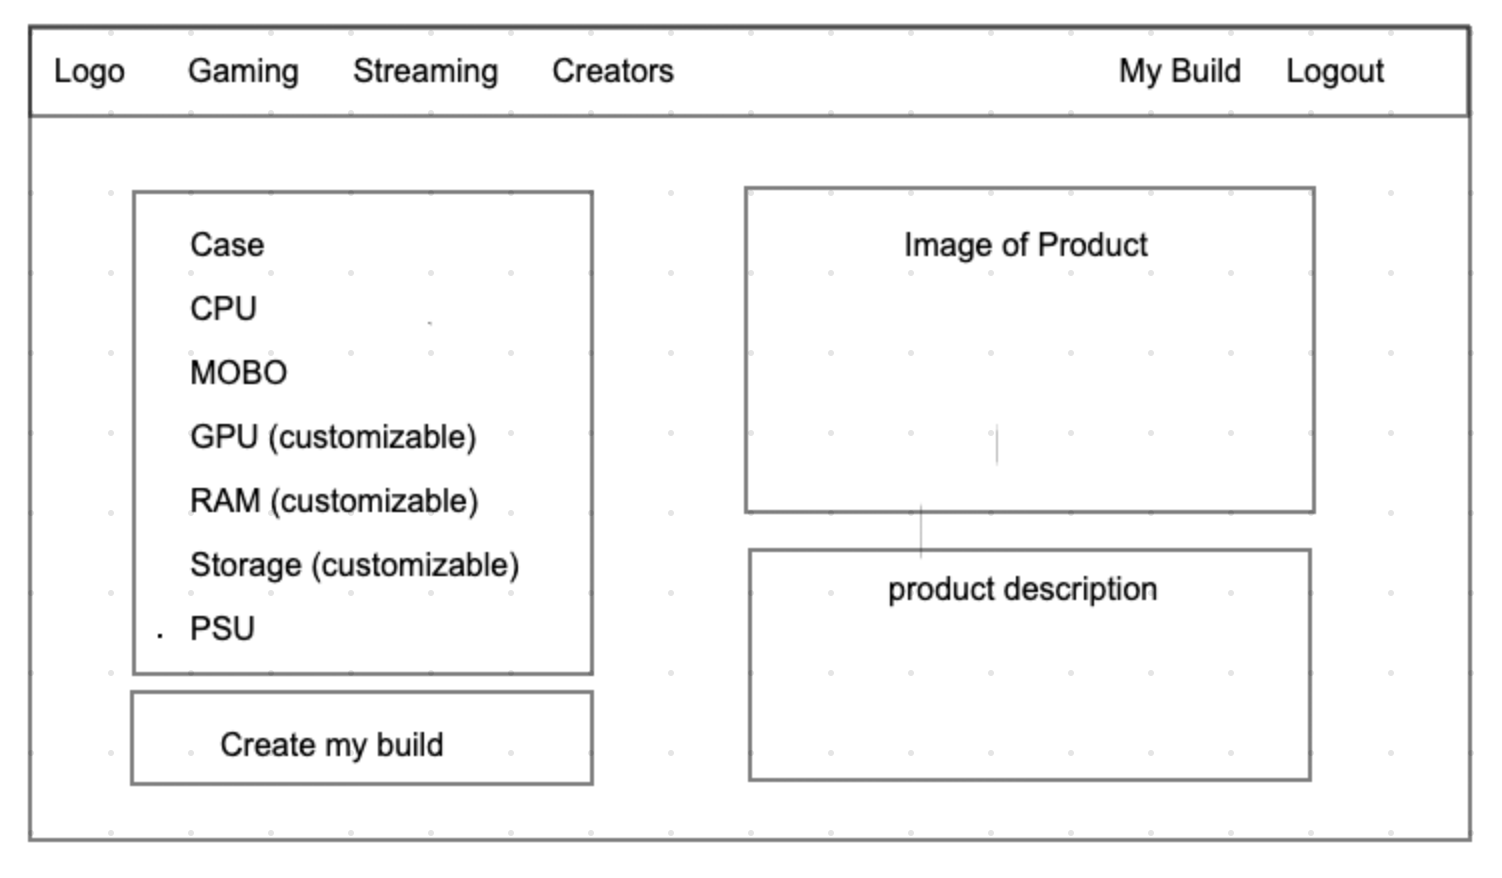 Logo Gaming Streaming Creators My Build Logout
Case
CPU
MOBO
GPU (customizable)
RAM (customizable)
Storage (customizable)
. PSU
Create my build
Image of Product
product description